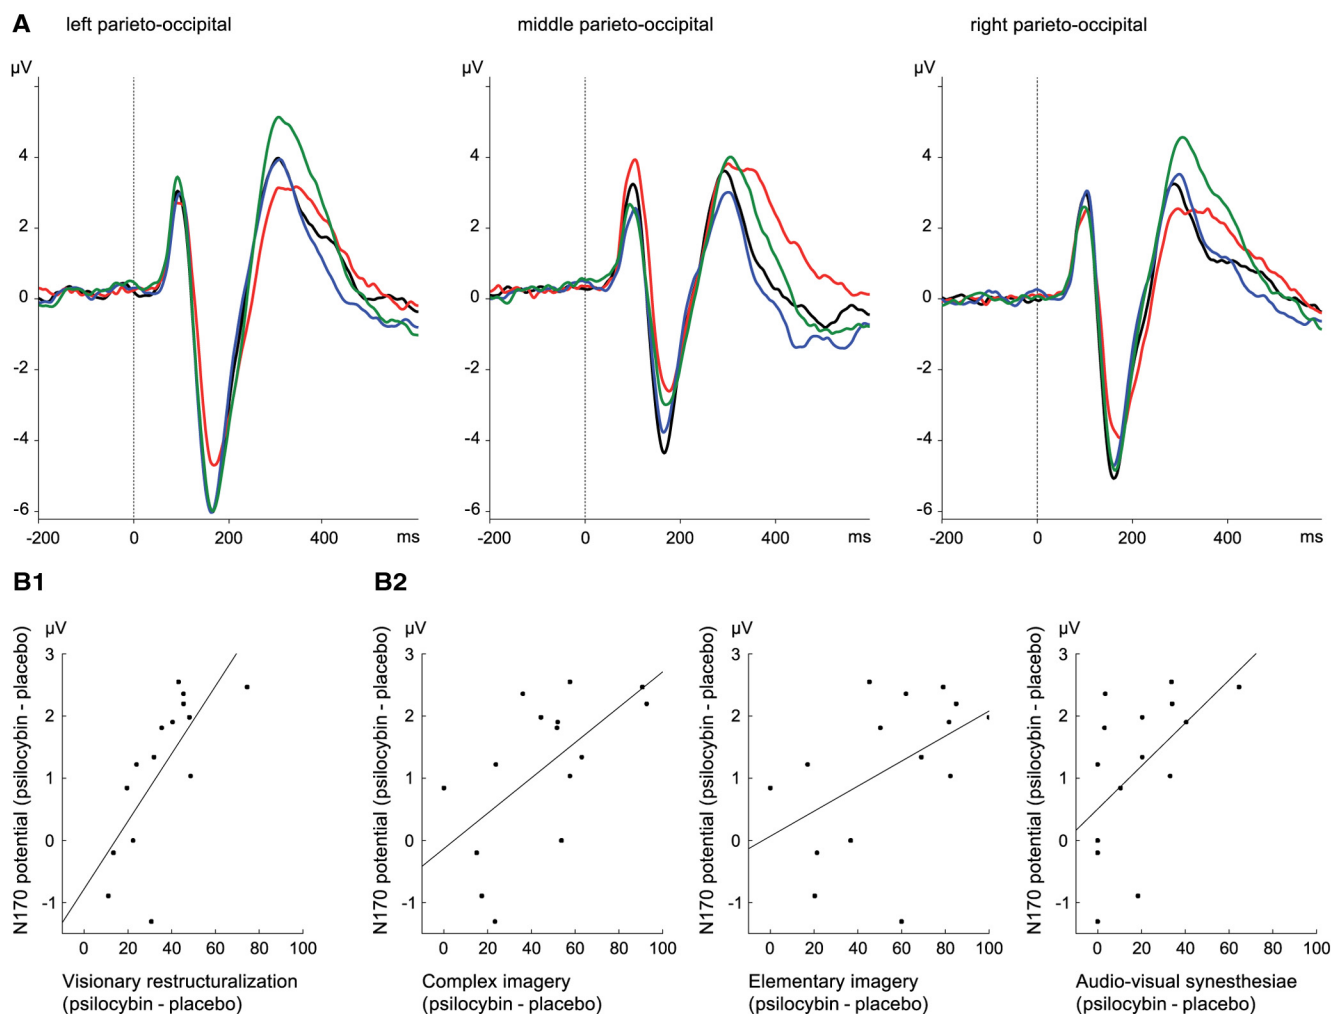 A
left parieto-occipital
middle parieto-occipital
right parieto-occipital
µV
4
2
0
-2
-4
-6
-200
0
200
400
ms
µV
4
2
0
-2
-4
-6
-200
0
200
400
ms
µV
4
2
0
-2
-4
-6
-200
0
200
400
ms
B1
N170 potential (psilocybin - placebo)
µV
3
2
1
0
-1
0
20
40
60
80
100
Visionary restructuralization
(psilocybin - placebo)
B2
N170 potential (psilocybin - placebo)
µV
3
2
1
0
-1
0
20
40
60
80
100
Complex imagery
(psilocybin - placebo)
N170 potential (psilocybin - placebo)
µV
3
2
1
0
-1
0
20
40
60
80
100
Elementary imagery
(psilocybin - placebo)
N170 potential (psilocybin - placebo)
µV
3
2
1
0
-1
0
20
40
60
80
100
Audio-visual synesthesiae
(psilocybin - placebo)